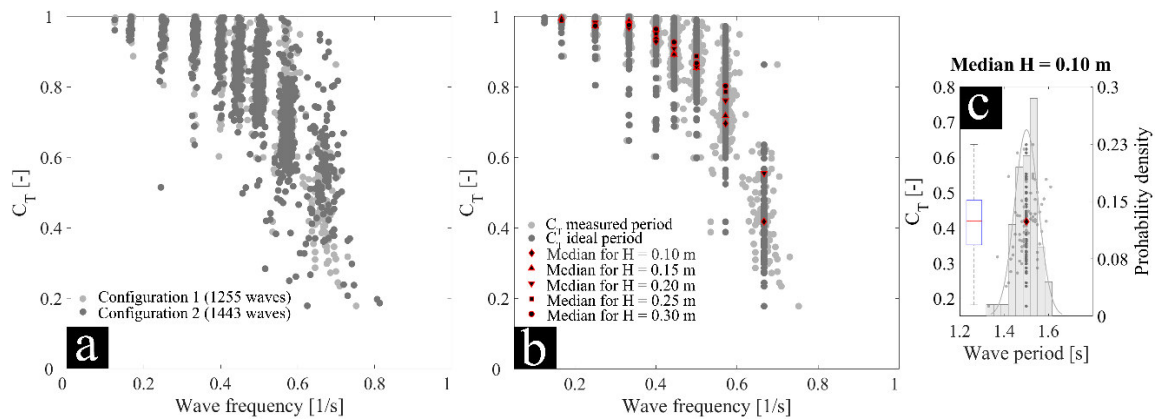 1
0.8
0.6
0.4
0.2
0
C_T [-]
Configuration 1 (1255 waves)
Configuration 2 (1443 waves)
a
0 0.2 0.4 0.6 0.8 1
Wave frequency [1/s]
1
0.8
0.6
0.4
0.2
0
C_T [-]
C_T measured period
C_T ideal period
Median for H = 0.10 m
Median for H = 0.15 m
Median for H = 0.20 m
Median for H = 0.25 m
Median for H = 0.30 m
b
0.2 0.4 0.6 0.8 1
Wave frequency [1/s]
Median H = 0.10 m
c
0.8
0.7
0.6
0.5
0.4
0.3
0.2
C_T [-]
0.3
0.23
0.15
0.08
0
Probability density
1.2 1.4 1.6
Wave period [s]